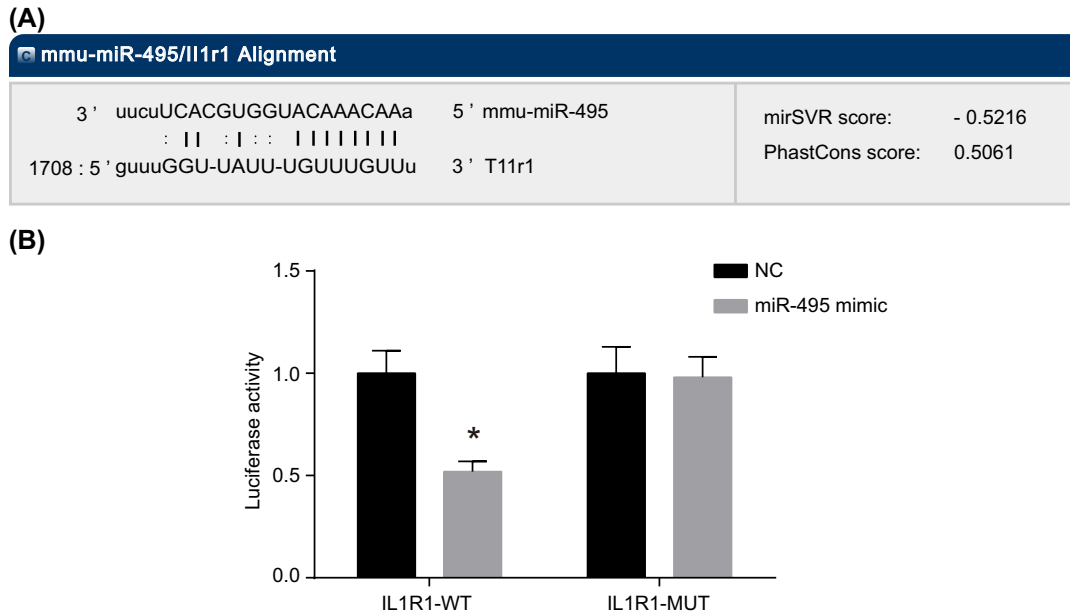 (A)
C mmu-miR-495/Il1r1 Alignment
3 ' uucuUCACGUGGUACAAACAAa 5 ' mmu-miR-495
: || :|: : ||||||||
1708 : 5 ' guuuGGU-UAUU-UGUUUGUUu 3 ' T11r1
mirSVR score: - 0.5216
PhastCons score: 0.5061
(B)
NC
miR-495 mimic
Luciferase activity
1.5
1.0
0.5
0.0
*
IL1R1-WT
IL1R1-MUT